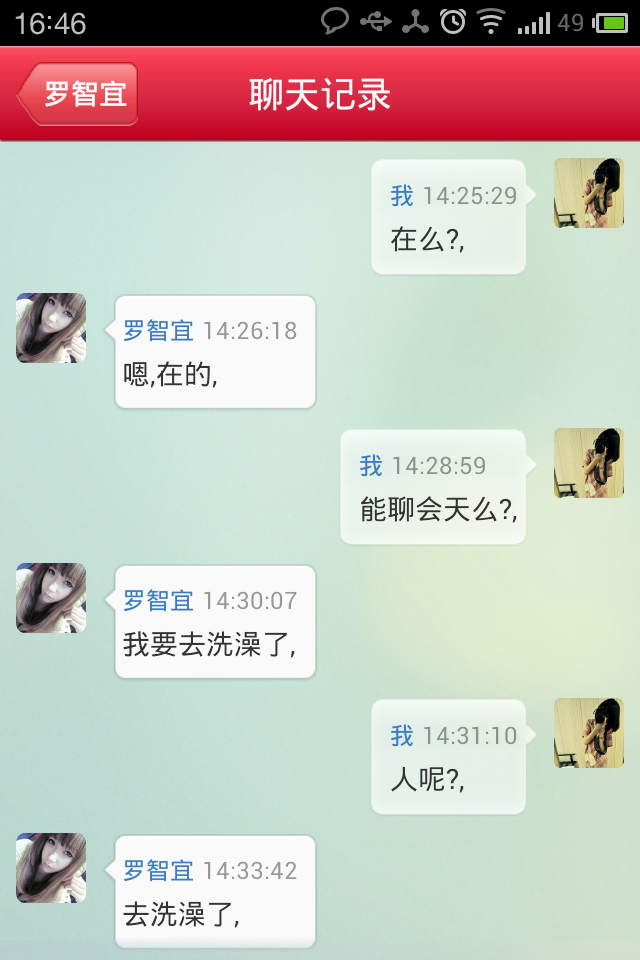 16:46
49
罗智宜
聊天记录
我 14:25:29
在么?,
罗智宜 14:26:18
嗯,在的,
我 14:28:59
能聊会天么?,
罗智宜 14:30:07
我要去洗澡了,
我 14:31:10
人呢?,
罗智宜 14:33:42
去洗澡了,